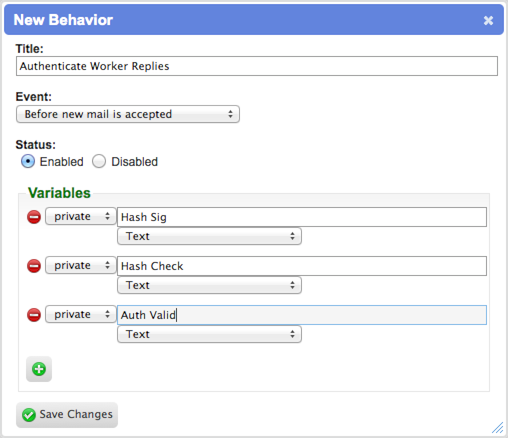 New Behavior
Title:
Authenticate Worker Replies
Event:
Before new mail is accepted
Status:
Enabled Disabled
Variables
private Hash Sig
Text
private Hash Check
Text
private Auth Valid
Text
Save Changes